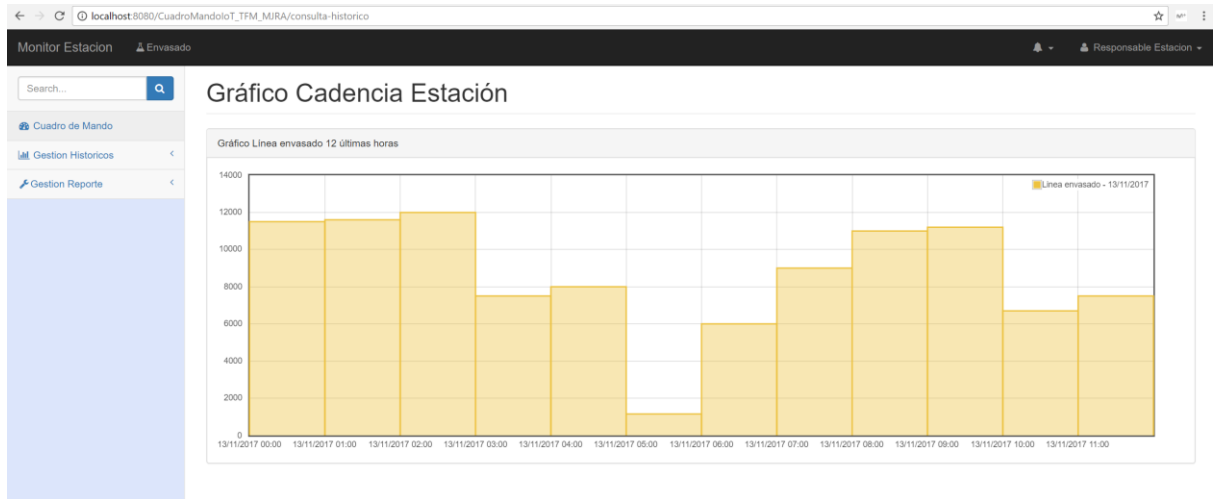 localhost:8080/CuadroMandoIoT_TFM_MJRA/consulta-historico
Monitor Estacion
Envasado
Responsable Estacion
Search...
Gráfico Cadencia Estación
Cuadro de Mando
Gestion Historicos
Gestion Reporte
Gráfico Línea envasado 12 últimas horas
Linea envasado - 13/11/2017
14000
12000
10000
8000
6000
4000
2000
0
13/11/2017 00:00 13/11/2017 01:00 13/11/2017 02:00 13/11/2017 03:00 13/11/2017 04:00 13/11/2017 05:00 13/11/2017 06:00 13/11/2017 07:00 13/11/2017 08:00 13/11/2017 09:00 13/11/2017 10:00 13/11/2017 11:00